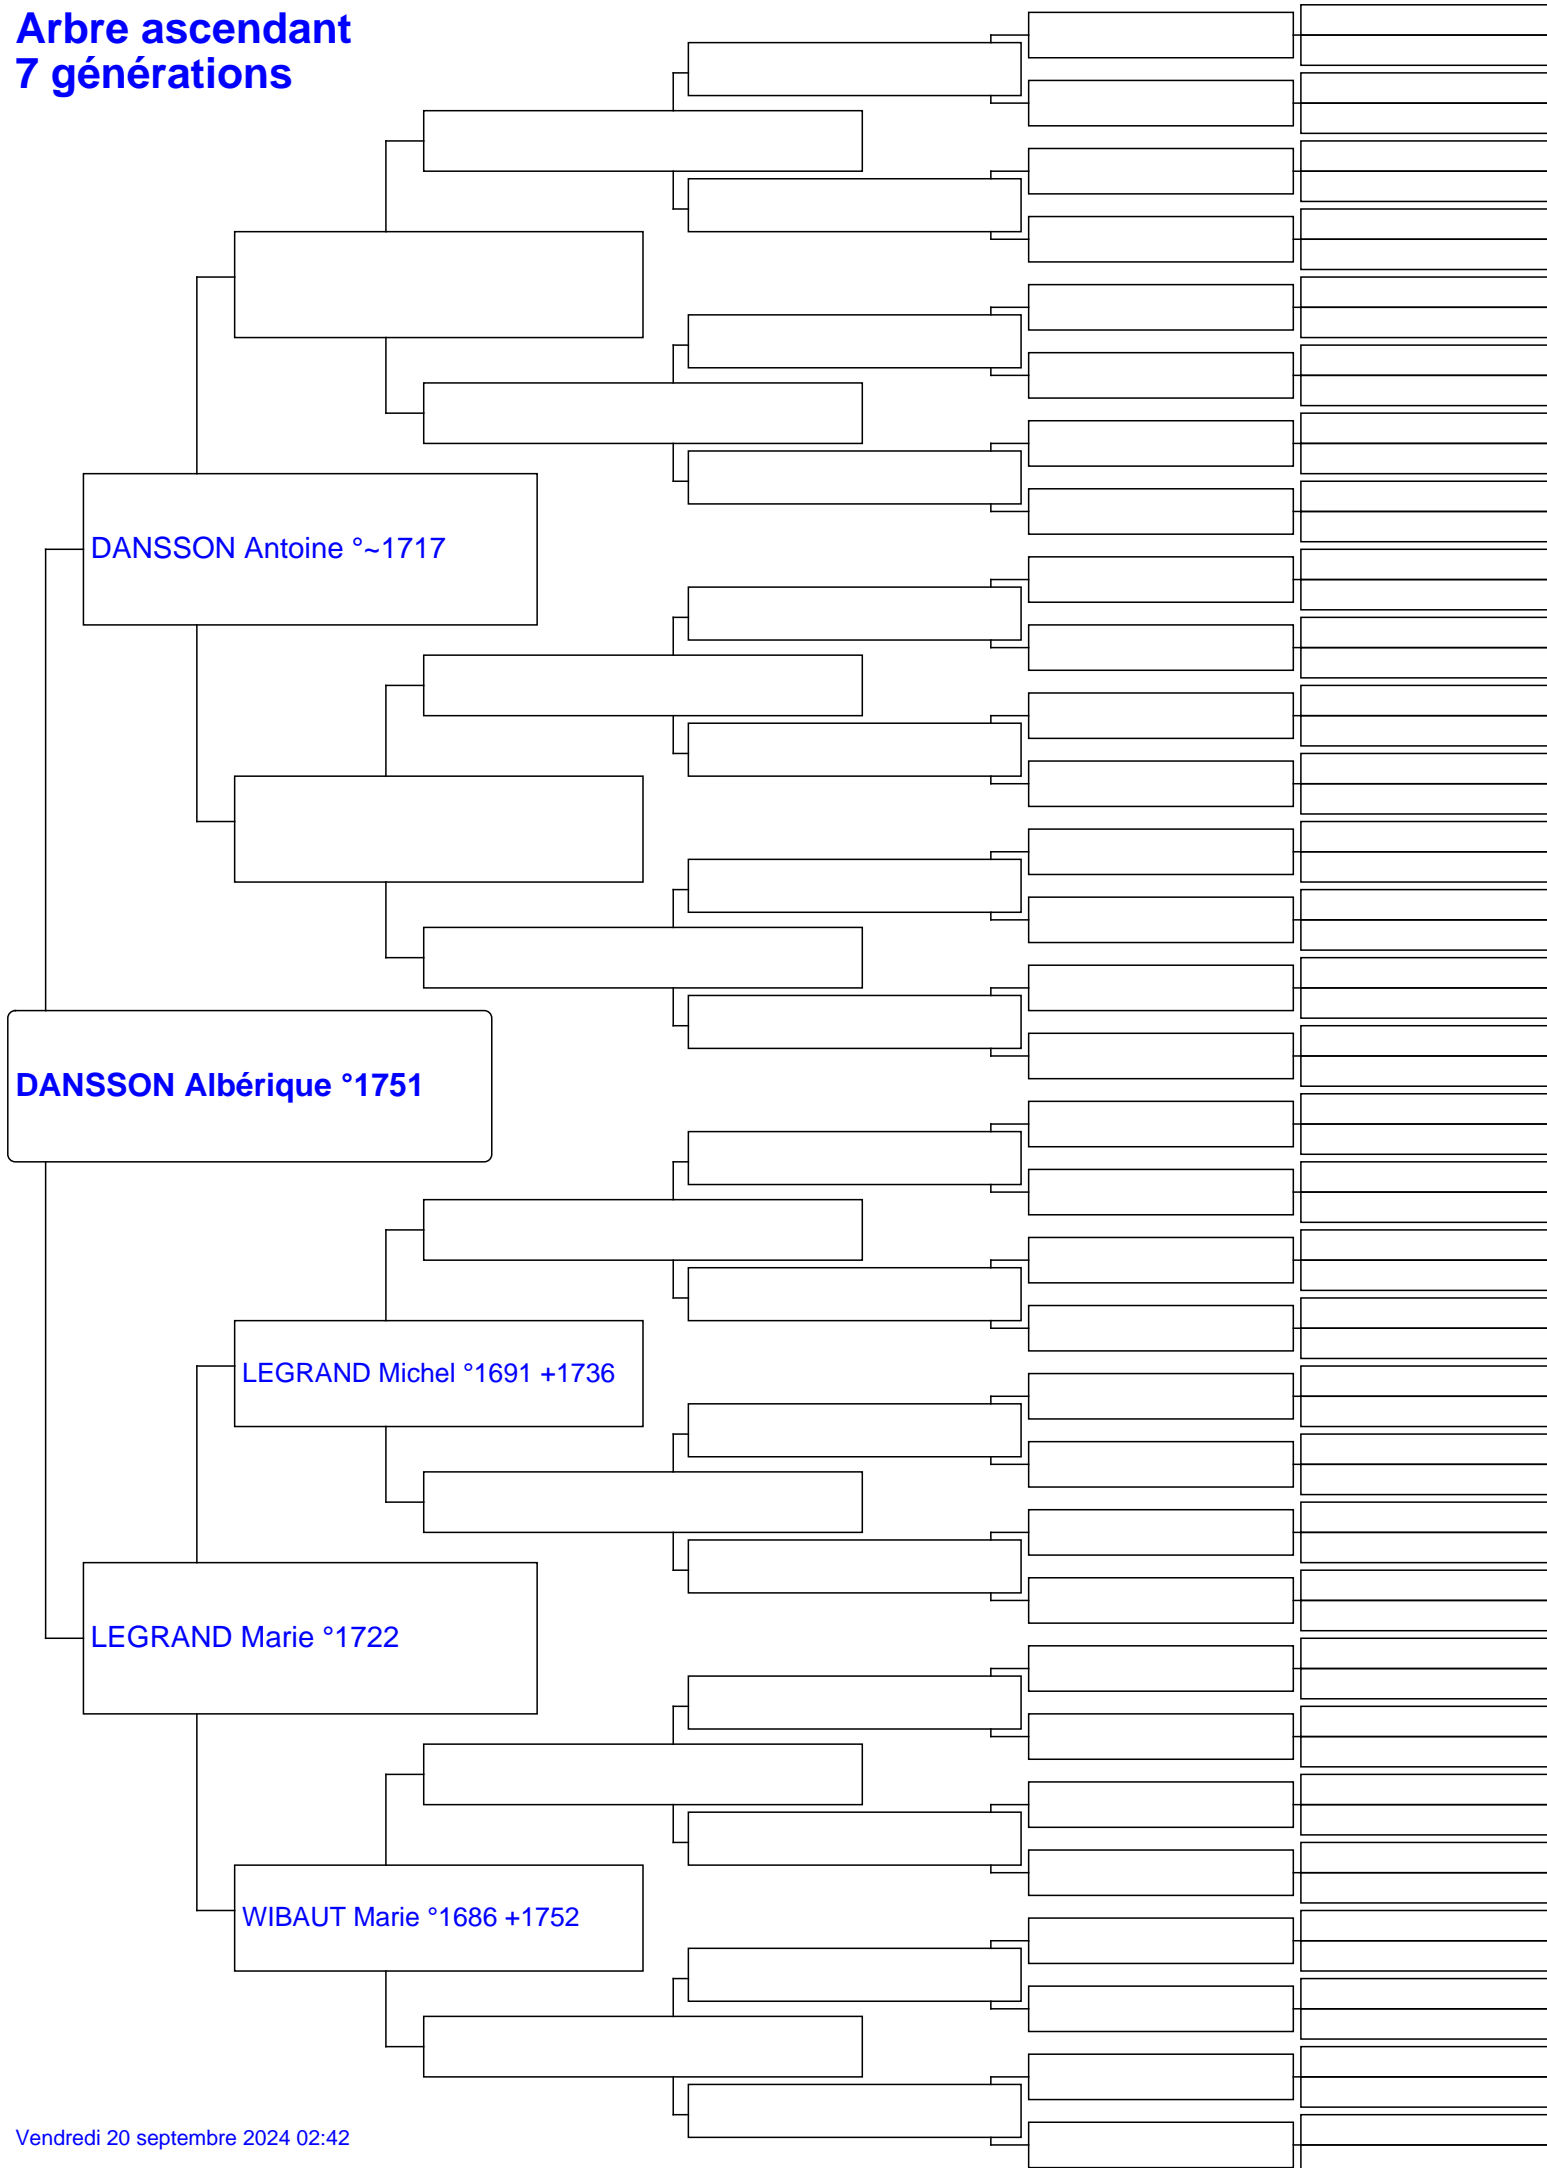 Arbre ascendant
7 générations
DANSSON Antoine °~1717
DANSSON Albérique °1751
LEGRAND Michel °1691 +1736
LEGRAND Marie °1722
WIBAUT Marie °1686 +1752
Vendredi 20 septembre 2024 02:42